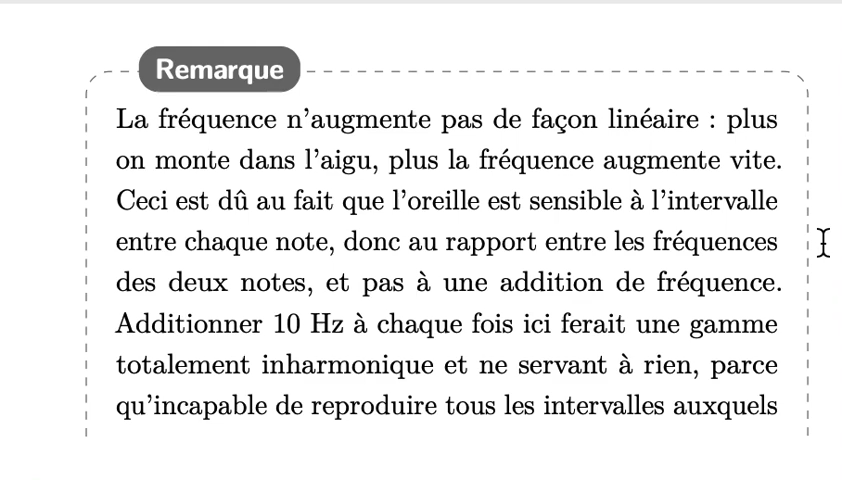 Remarque
La fréquence n'augmente pas de façon linéaire : plus
on monte dans l'aigu, plus la fréquence augmente vite.
Ceci est dû au fait que l'oreille est sensible à l'intervalle
entre chaque note, donc au rapport entre les fréquences
des deux notes, et pas à une addition de fréquence.
Additionner 10 Hz à chaque fois ici ferait une gamme
totalement inharmonique et ne servant à rien, parce
qu'incapable de reproduire tous les intervalles auxquels